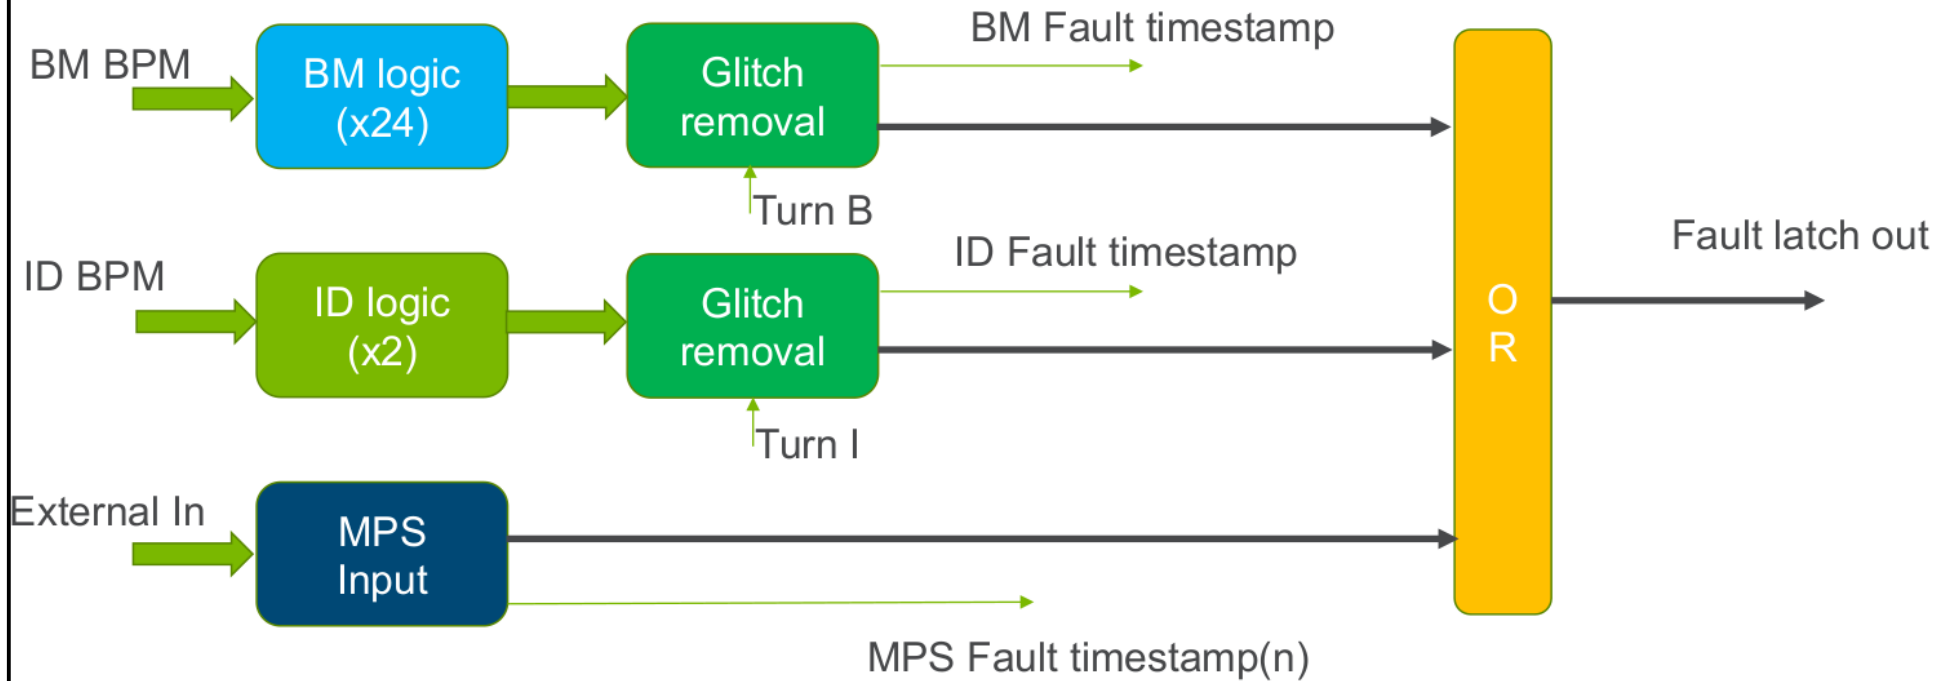 BM Fault timestamp
BM BPM
BM logic
(x24)
Glitch
removal
Turn B
ID Fault timestamp
Fault latch out
ID BPM
ID logic
(x2)
Glitch
removal
O
R
Turn I
External In
MPS
Input
MPS Fault timestamp(n)